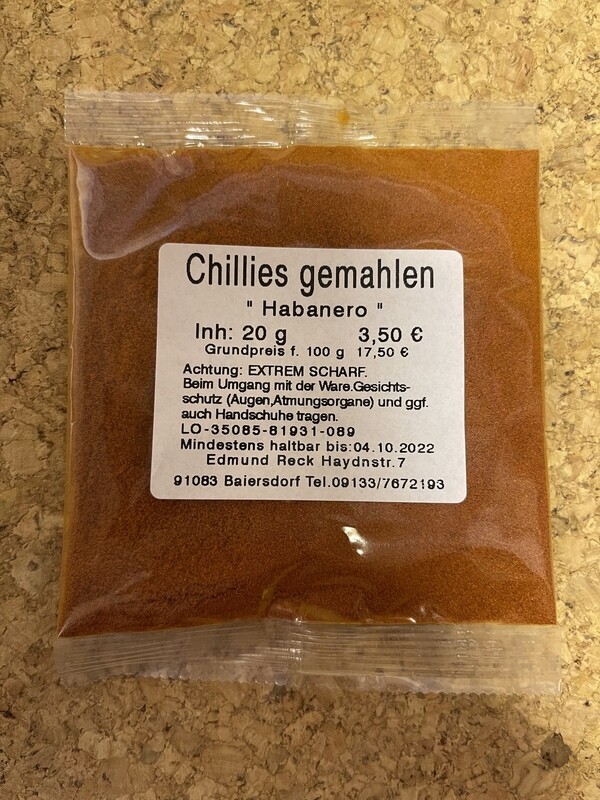 Chillies gemahlen
" Habanero "
Inh: 20 g 3,50 €
Grundpreis f. 100 g 17,50 €
Achtung: EXTREM SCHARF.
Beim Umgang mit der Ware.Gesichts-
schutz (Augen,Atmungsorgane) und ggf.
auch Handschuhe tragen.
LO-35085-81931-089
Mindestens haltbar bis:04.10.2022
Edmund Reck Haydnstr.7
91083 Baiersdorf Tel.09133/7672193